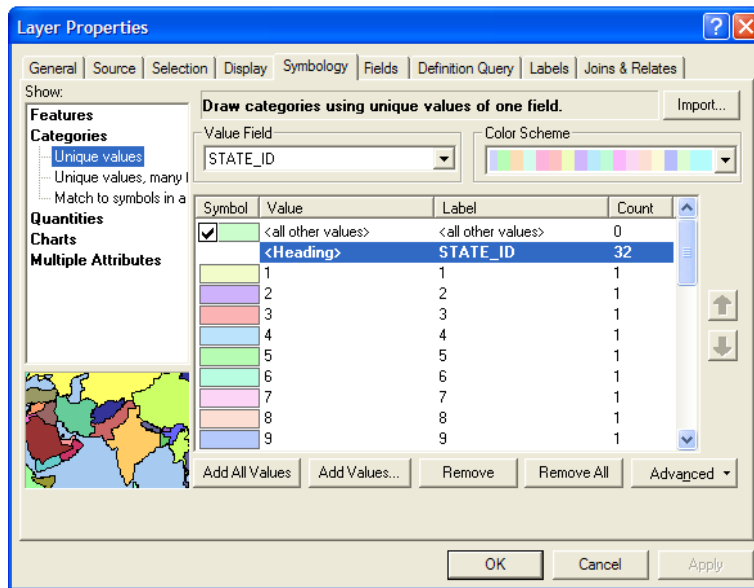 Layer Properties
General Source Selection Display Symbology Fields Definition Query Labels Joins & Relates
Show:
Features
Categories
Unique values
Unique values, many f
Match to symbols in a
Quantities
Charts
Multiple Attributes
Draw categories using unique values of one field.
Import...
Value Field
STATE_ID
Color Scheme
Symbol Value Label Count
<all other values> <all other values> 0
<Heading> STATE_ID 32
1 1 1
2 2 1
3 3 1
4 4 1
5 5 1
6 6 1
7 7 1
8 8 1
9 9 1
Add All Values Add Values... Remove Remove All Advanced
OK Cancel Apply